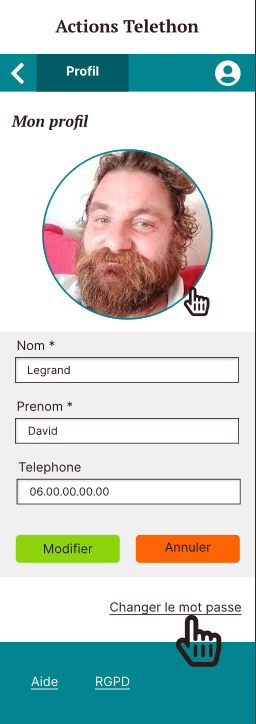 Actions Telethon
Profil
Mon profil
Nom *
Legrand
Prenom *
David
Telephone
06.00.00.00.00
Modifier
Annuler
Changer le mot passe
Aide
RGPD